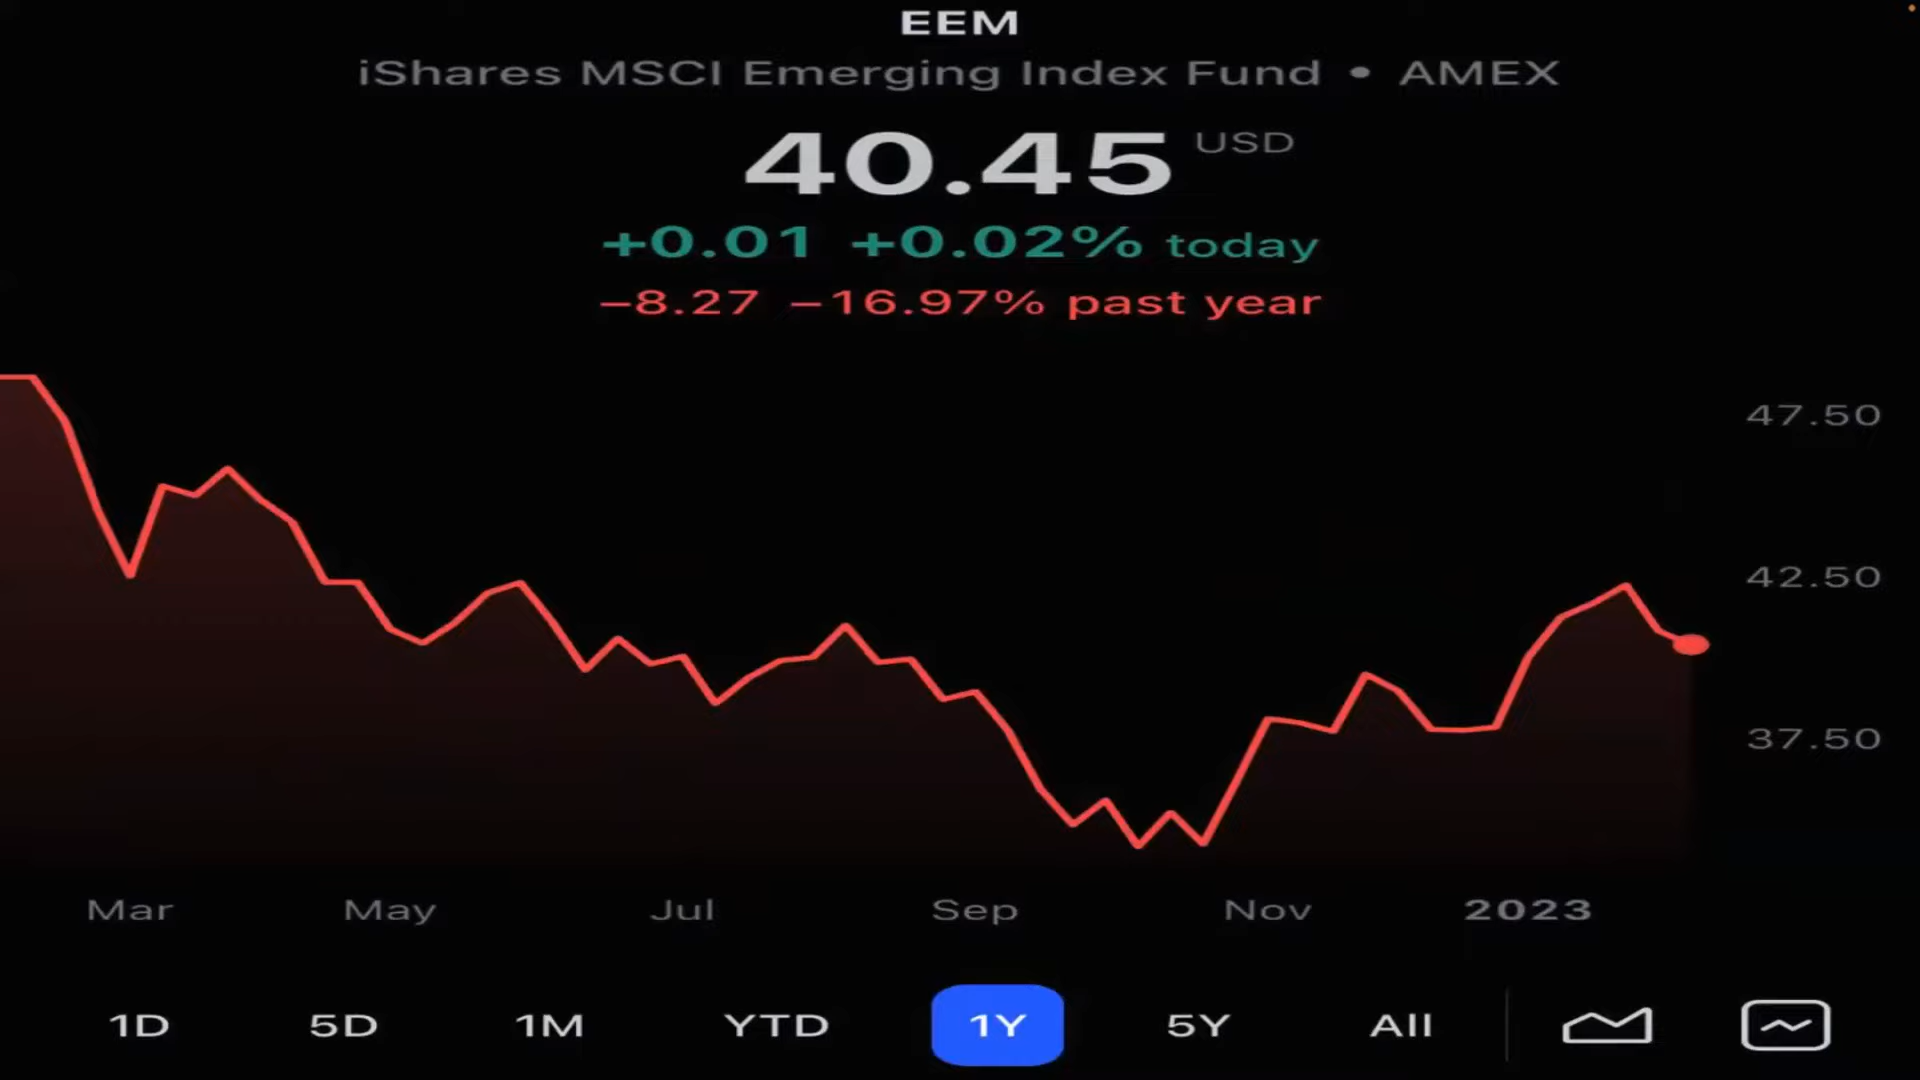 EEM
iShares MSCI Emerging Index Fund • AMEX
40.45 USD
+0.01 +0.02% today
−8.27 −16.97% past year
47.50
42.50
37.50
Mar May Jul Sep Nov 2023
1D 5D 1M YTD 1Y 5Y All